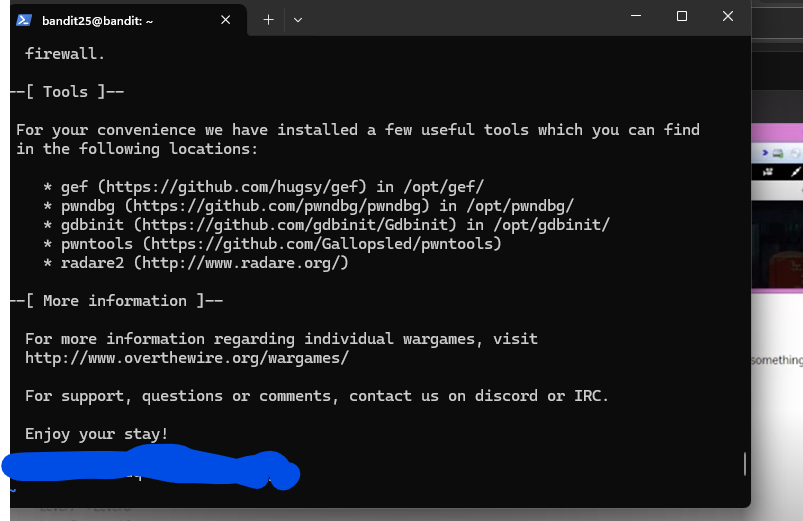 bandit25@bandit: ~
firewall.
--[ Tools ]--
For your convenience we have installed a few useful tools which you can find
in the following locations:
* gef (https://github.com/hugsy/gef) in /opt/gef/
* pwndbg (https://github.com/pwndbg/pwndbg) in /opt/pwndbg/
* gdbinit (https://github.com/gdbinit/Gdbinit) in /opt/gdbinit/
* pwntools (https://github.com/Gallopsled/pwntools)
* radare2 (http://www.radare.org/)
--[ More information ]--
For more information regarding individual wargames, visit
http://www.overthewire.org/wargames/
For support, questions or comments, contact us on discord or IRC.
Enjoy your stay!
~
something